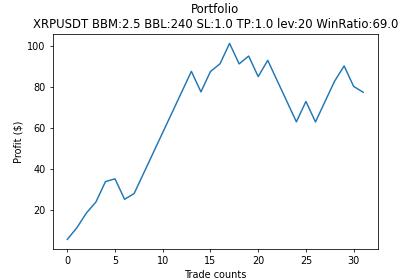 Portfolio
XRPUSDT BBM:2.5 BBL:240 SL:1.0 TP:1.0 lev:20 WinRatio:69.0
100
80
60
40
20
Profit ($)
0 5 10 15 20 25 30
Trade counts